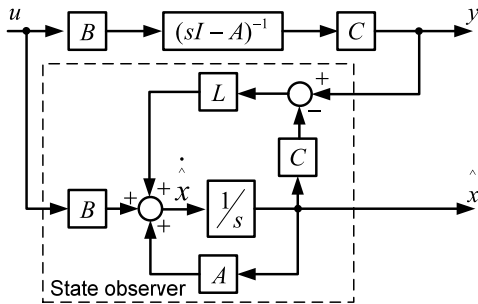 u
y
B
(sI − A)⁻¹
C
+
L
−
C
+
+
ẋ̂
1/s
x̂
B
+
A
State observer